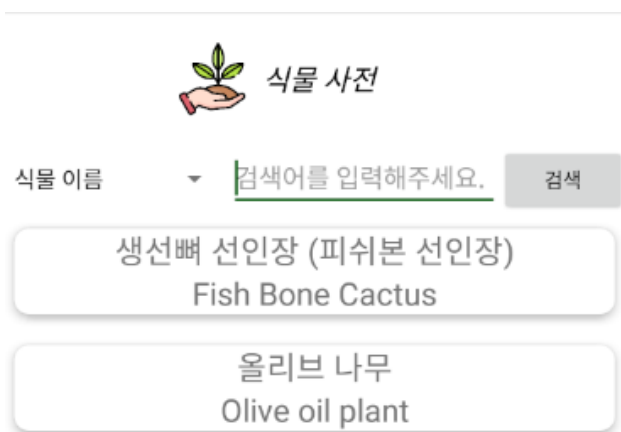 식물 사전
식물 이름
검색어를 입력해주세요.
검색
생선뼈 선인장 (피쉬본 선인장)
Fish Bone Cactus
올리브 나무
Olive oil plant